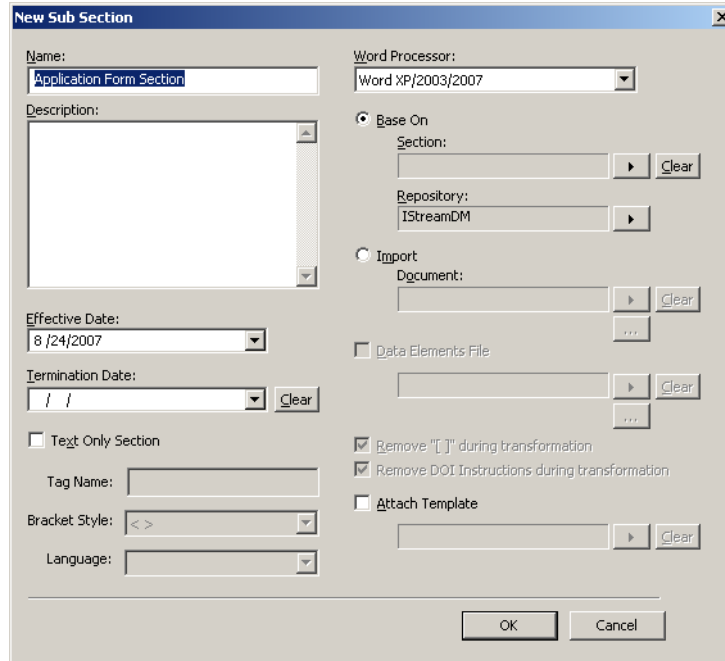 New Sub Section
Name:
Application Form Section
Description:
Effective Date:
8 /24/2007
Termination Date:
/ /
Clear
Text Only Section
Tag Name:
Bracket Style:
< >
Language:
Word Processor:
Word XP/2003/2007
Base On
Section:
Clear
Repository:
IStreamDM
Import
Document:
Clear
...
Data Elements File
Clear
...
Remove "[ ]" during transformation
Remove DOI Instructions during transformation
Attach Template
Clear
OK
Cancel